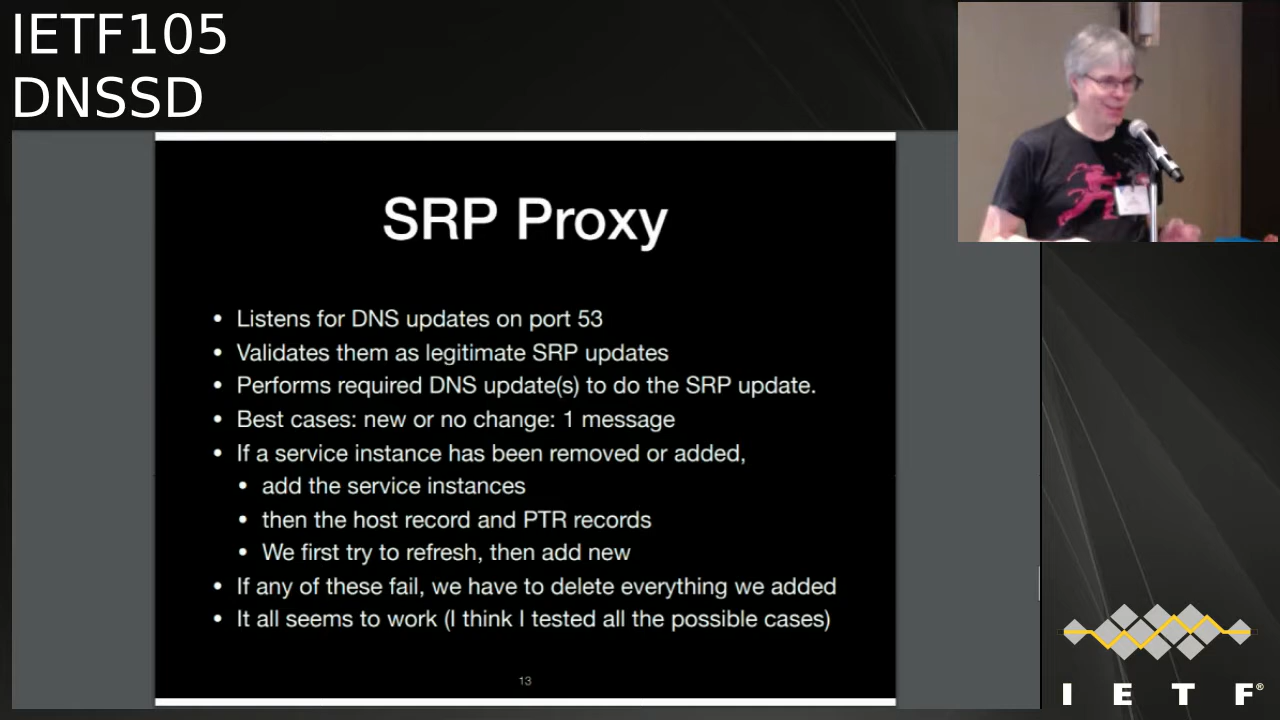 IETF105
DNSSD
SRP Proxy
• Listens for DNS updates on port 53
• Validates them as legitimate SRP updates
• Performs required DNS update(s) to do the SRP update.
• Best cases: new or no change: 1 message
• If a service instance has been removed or added,
• add the service instances
• then the host record and PTR records
• We first try to refresh, then add new
• If any of these fail, we have to delete everything we added
• It all seems to work (I think I tested all the possible cases)
13
I E T F®